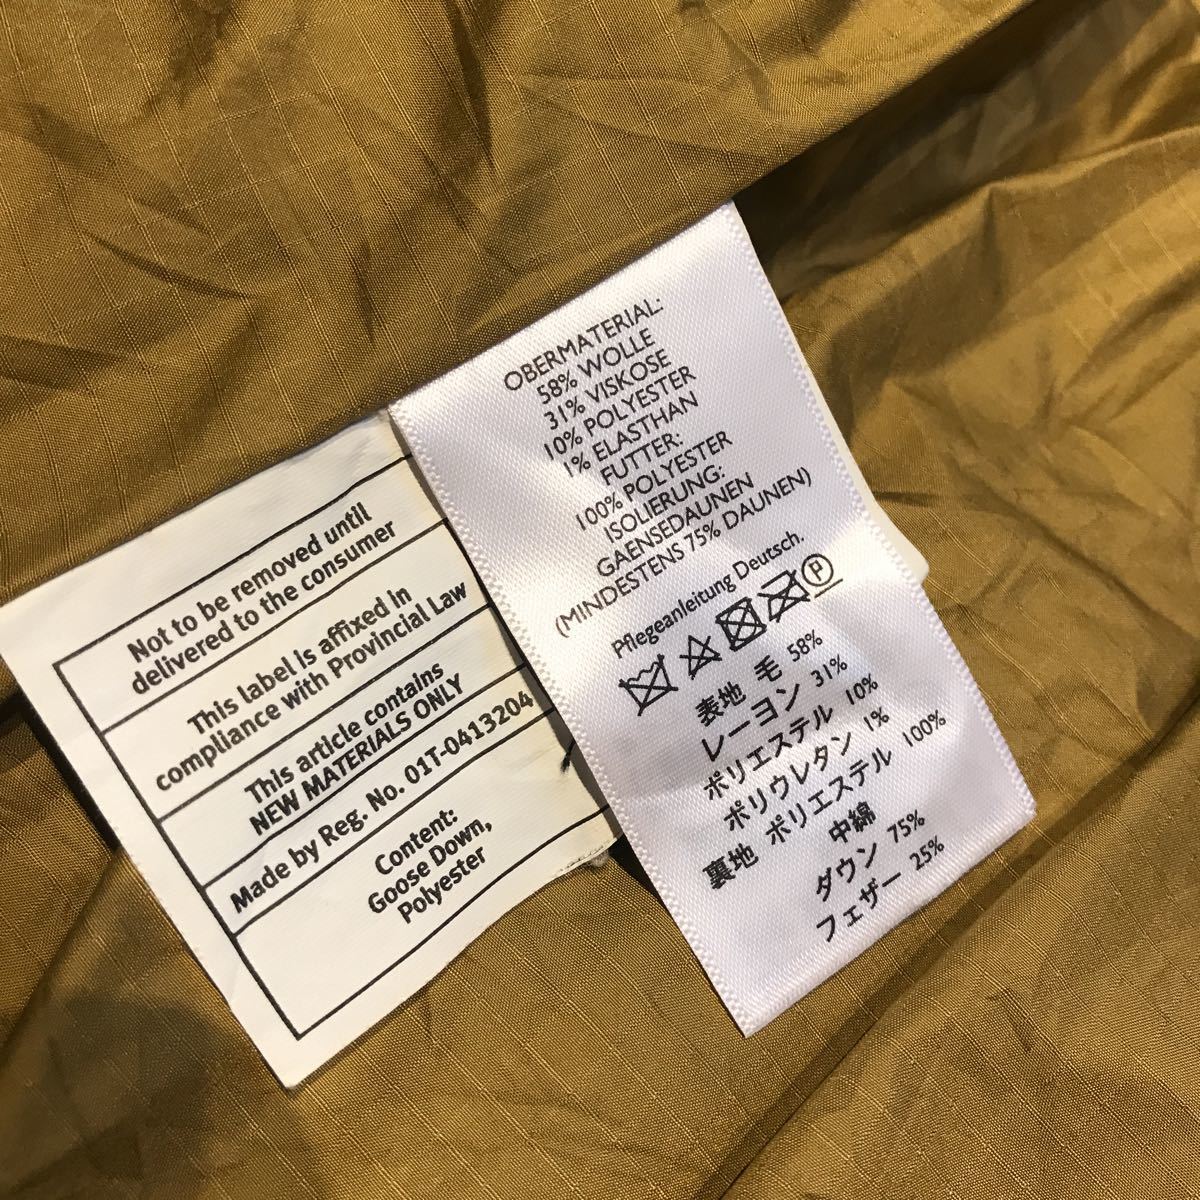 Not to be removed until
delivered to the consumer
This label is affixed in
compliance with Provincial Law
This article contains
NEW MATERIALS ONLY
Made by Reg. No. 01T-0413204
Content:
Goose Down,
Polyester
OBERMATERIAL:
58% WOLLE
31% VISKOSE
10% POLYESTER
1% ELASTHAN
FUTTER:
100% POLYESTER
ISOLIERUNG:
GAENSEDAUNEN
(MINDESTENS 75% DAUNEN)
Pflegeanleitung Deutsch.
P
表地 毛 58%
レーヨン 31%
ポリエステル 10%
ポリウレタン 1%
裏地 ポリエステル 100%
中綿
ダウン 75%
フェザー 25%